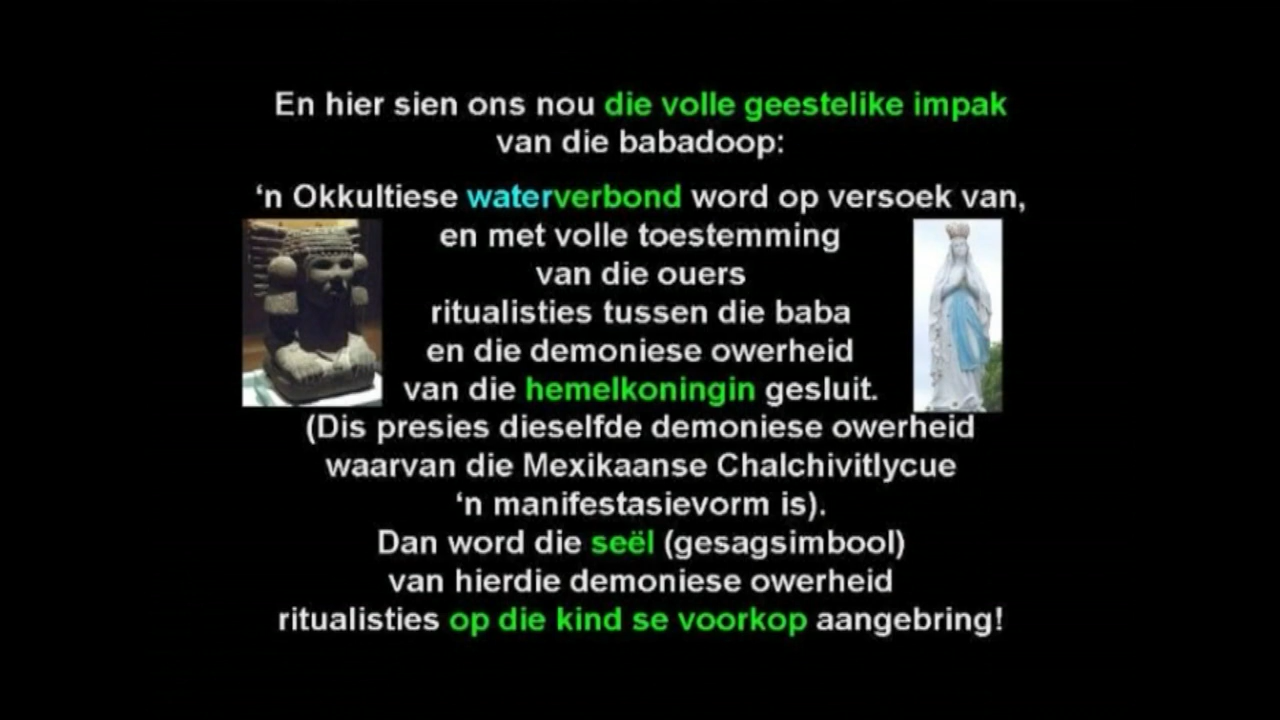 En hier sien ons nou die volle geestelike impak
van die babadoop:
‘n Okkultiese waterverbond word op versoek van,
en met volle toestemming
van die ouers
ritualisties tussen die baba
en die demoniese owerheid
van die hemelkoningin gesluit.
(Dis presies dieselfde demoniese owerheid
waarvan die Mexikaanse Chalchivitlycue
‘n manifestasievorm is).
Dan word die seël (gesagsimbool)
van hierdie demoniese owerheid
ritualisties op die kind se voorkop aangebring!